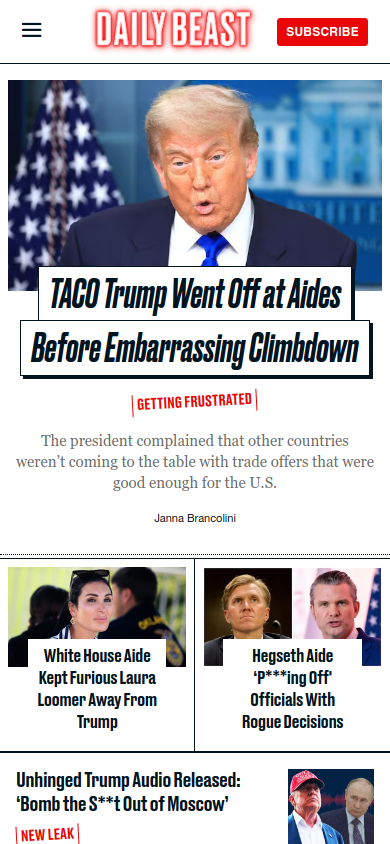 DAILY BEAST
SUBSCRIBE
TACO Trump Went Off at Aides
Before Embarrassing Climbdown
GETTING FRUSTRATED
The president complained that other countries
weren't coming to the table with trade offers that were
good enough for the U.S.
Janna Brancolini
White House Aide
Kept Furious Laura
Loomer Away From
Trump
Hegseth Aide
'P***ing Off'
Officials With
Rogue Decisions
Unhinged Trump Audio Released:
'Bomb the S**t Out of Moscow'
NEW LEAK